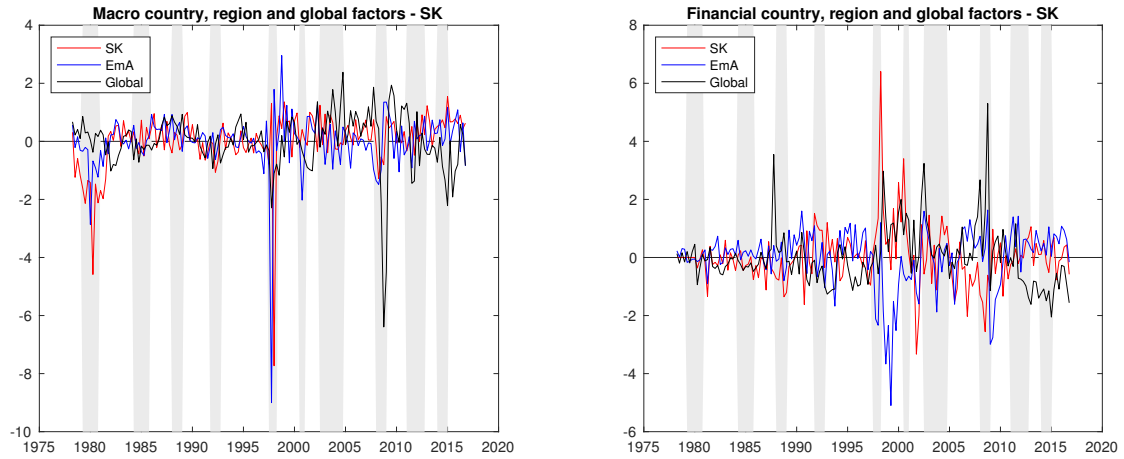 Macro country, region and global factors - SK
4
2
0
-2
-4
-6
-8
-10
SK
EmA
Global
1975 1980 1985 1990 1995 2000 2005 2010 2015 2020
Financial country, region and global factors - SK
8
6
4
2
0
-2
-4
-6
SK
EmA
Global
1975 1980 1985 1990 1995 2000 2005 2010 2015 2020